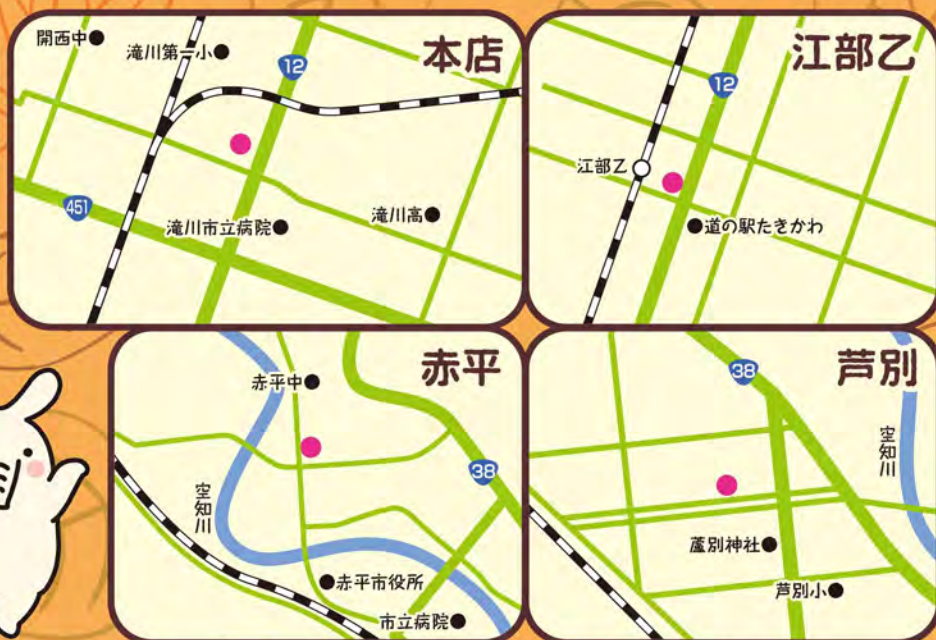 本店
開西中
滝川第一小
12
451
滝川市立病院
滝川高
江部乙
12
江部乙
道の駅たきかわ
赤平
赤平中
38
空知川
赤平市役所
市立病院
芦別
38
空知川
蘆別神社
芦別小